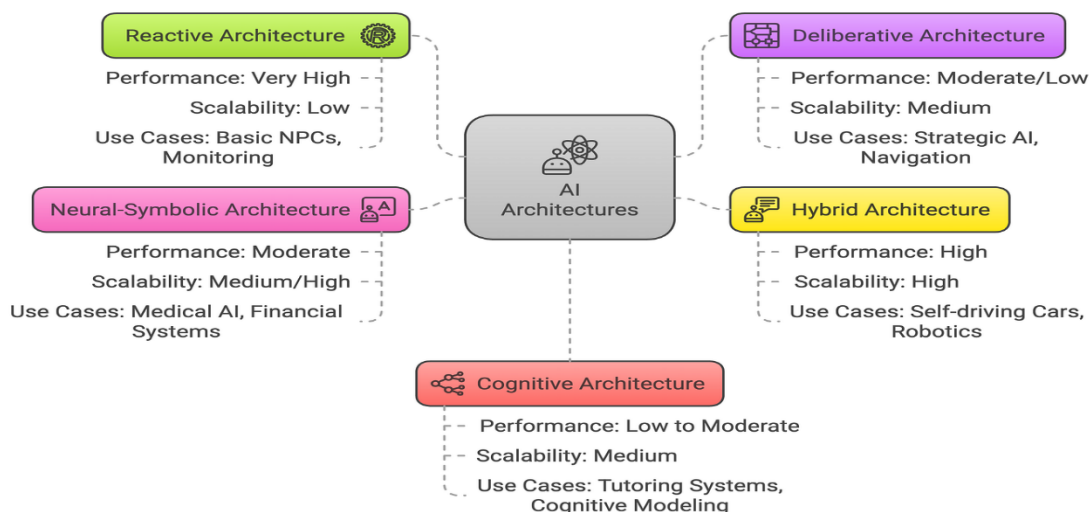 Reactive Architecture
Performance: Very High
Scalability: Low
Use Cases: Basic NPCs,
Monitoring
Deliberative Architecture
Performance: Moderate/Low
Scalability: Medium
Use Cases: Strategic AI,
Navigation
AI
Architectures
Neural-Symbolic Architecture
A
Performance: Moderate
Scalability: Medium/High
Use Cases: Medical AI, Financial
Systems
Hybrid Architecture
Performance: High
Scalability: High
Use Cases: Self-driving Cars,
Robotics
Cognitive Architecture
Performance: Low to Moderate
Scalability: Medium
Use Cases: Tutoring Systems,
Cognitive Modeling